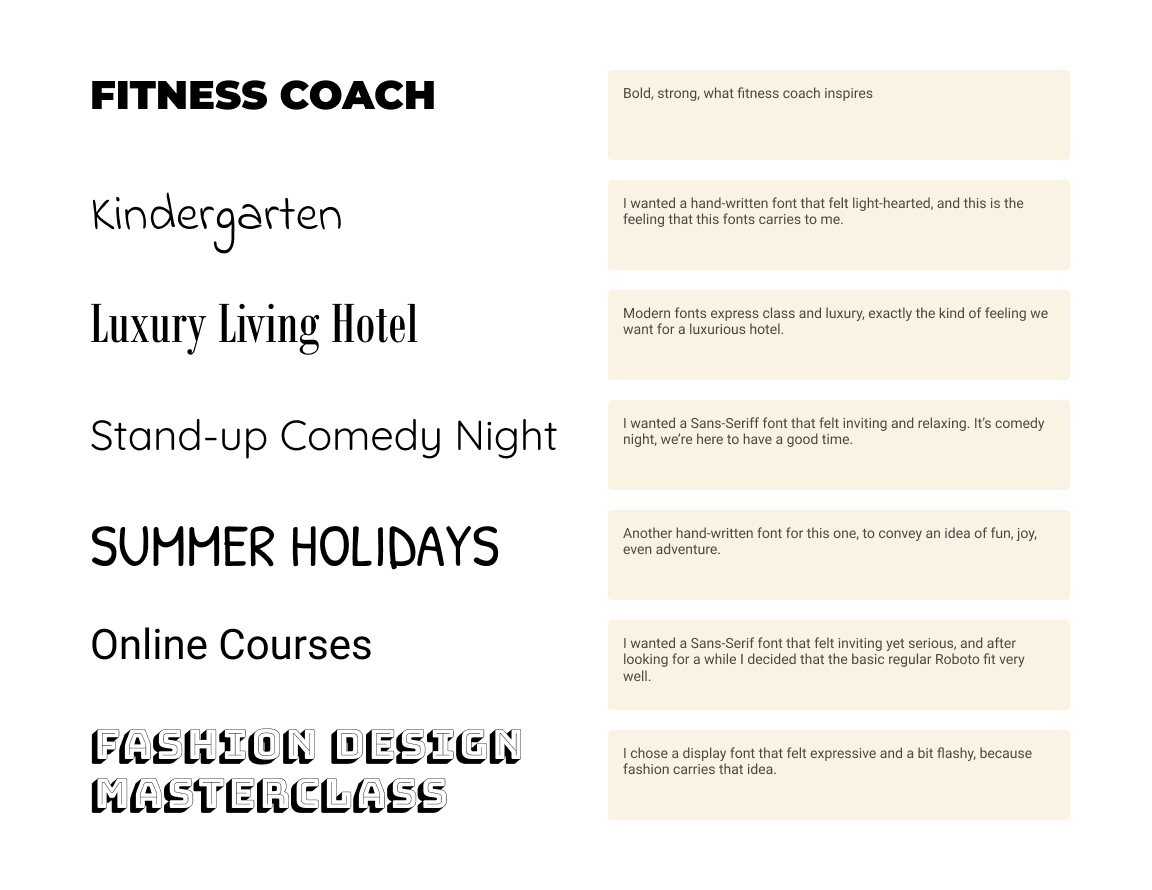 FITNESS COACH
Bold, strong, what fitness coach inspires
Kindergarten
I wanted a hand-written font that felt light-hearted, and this is the
feeling that this fonts carries to me.
Luxury Living Hotel
Modern fonts express class and luxury, exactly the kind of feeling we
want for a luxurious hotel.
Stand-up Comedy Night
I wanted a Sans-Seriff font that felt inviting and relaxing. It’s comedy
night, we’re here to have a good time.
SUMMER HOLIDAYS
Another hand-written font for this one, to convey an idea of fun, joy,
even adventure.
Online Courses
I wanted a Sans-Serif font that felt inviting yet serious, and after
looking for a while I decided that the basic regular Roboto fit very
well.
FASHION DESIGN
MASTERCLASS
I chose a display font that felt expressive and a bit flashy, because
fashion carries that idea.